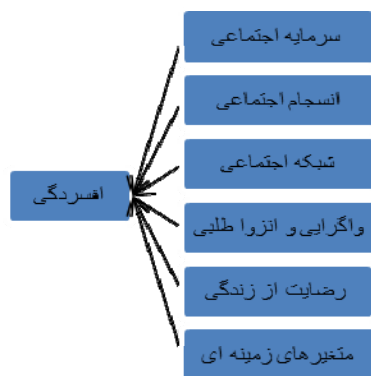 سرمایه اجتماعی
انسجام اجتماعی
شبکه اجتماعی
افسردگی
واگرایی و انزوا طلبی
رضایت از زندگی
متغیرهای زمینه ای